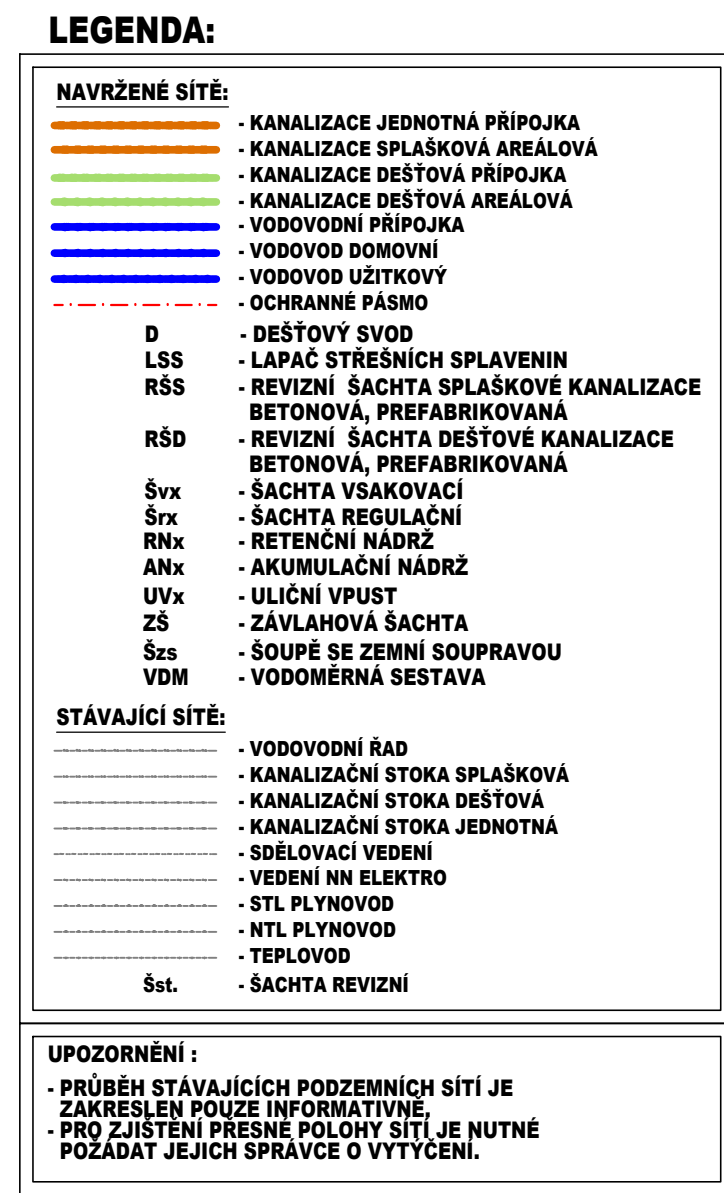 LEGENDA:
NAVRŽENÉ SÍTĚ:
- KANALIZACE JEDNOTNÁ PŘÍPOJKA
- KANALIZACE SPLAŠKOVÁ AREÁLOVÁ
- KANALIZACE DEŠŤOVÁ PŘÍPOJKA
- KANALIZACE DEŠŤOVÁ AREÁLOVÁ
- VODOVODNÍ PŘÍPOJKA
- VODOVOD DOMOVNÍ
- VODOVOD UŽITKOVÝ
- OCHRANNÉ PÁSMO
D - DEŠŤOVÝ SVOD
LSS - LAPAČ STŘEŠNÍCH SPLAVENIN
RŠS - REVIZNÍ ŠACHTA SPLAŠKOVÉ KANALIZACE
BETONOVÁ, PREFABRIKOVANÁ
RŠD - REVIZNÍ ŠACHTA DEŠŤOVÉ KANALIZACE
BETONOVÁ, PREFABRIKOVANÁ
Švx - ŠACHTA VSAKOVACÍ
Šrx - ŠACHTA REGULAČNÍ
RNx - RETENČNÍ NÁDRŽ
ANx - AKUMULAČNÍ NÁDRŽ
UVx - ULIČNÍ VPUST
ZŠ - ZÁVLAHOVÁ ŠACHTA
Šzs - ŠOUPĚ SE ZEMNÍ SOUPRAVOU
VDM - VODOMĚRNÁ SESTAVA
STÁVAJÍCÍ SÍTĚ:
- VODOVODNÍ ŘAD
- KANALIZAČNÍ STOKA SPLAŠKOVÁ
- KANALIZAČNÍ STOKA DEŠŤOVÁ
- KANALIZAČNÍ STOKA JEDNOTNÁ
- SDĚLOVACÍ VEDENÍ
- VEDENÍ NN ELEKTRO
- STL PLYNOVOD
- NTL PLYNOVOD
- TEPLOVOD
Šst. - ŠACHTA REVIZNÍ
UPOZORNĚNÍ :
- PRŮBĚH STÁVAJÍCÍCH PODZEMNÍCH SÍTÍ JE
ZAKRESLEN POUZE INFORMATIVNĚ,
- PRO ZJIŠTĚNÍ PŘESNÉ POLOHY SÍTÍ JE NUTNÉ
POŽÁDAT JEJICH SPRÁVCE O VYTÝČENÍ.